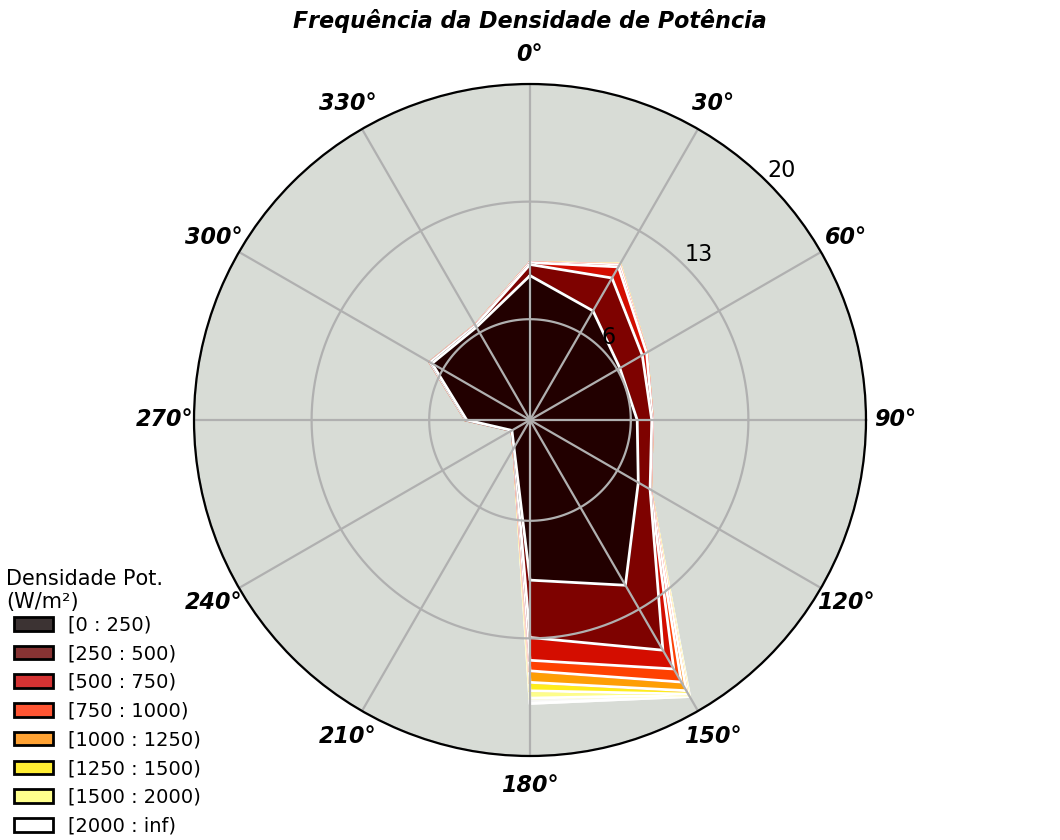 Frequência da Densidade de Potência
0°
330°
30°
20
300°
60°
13
6
270°
90°
240°
120°
210°
150°
180°
Densidade Pot.
(W/m²)
[0 : 250)
[250 : 500)
[500 : 750)
[750 : 1000)
[1000 : 1250)
[1250 : 1500)
[1500 : 2000)
[2000 : inf)